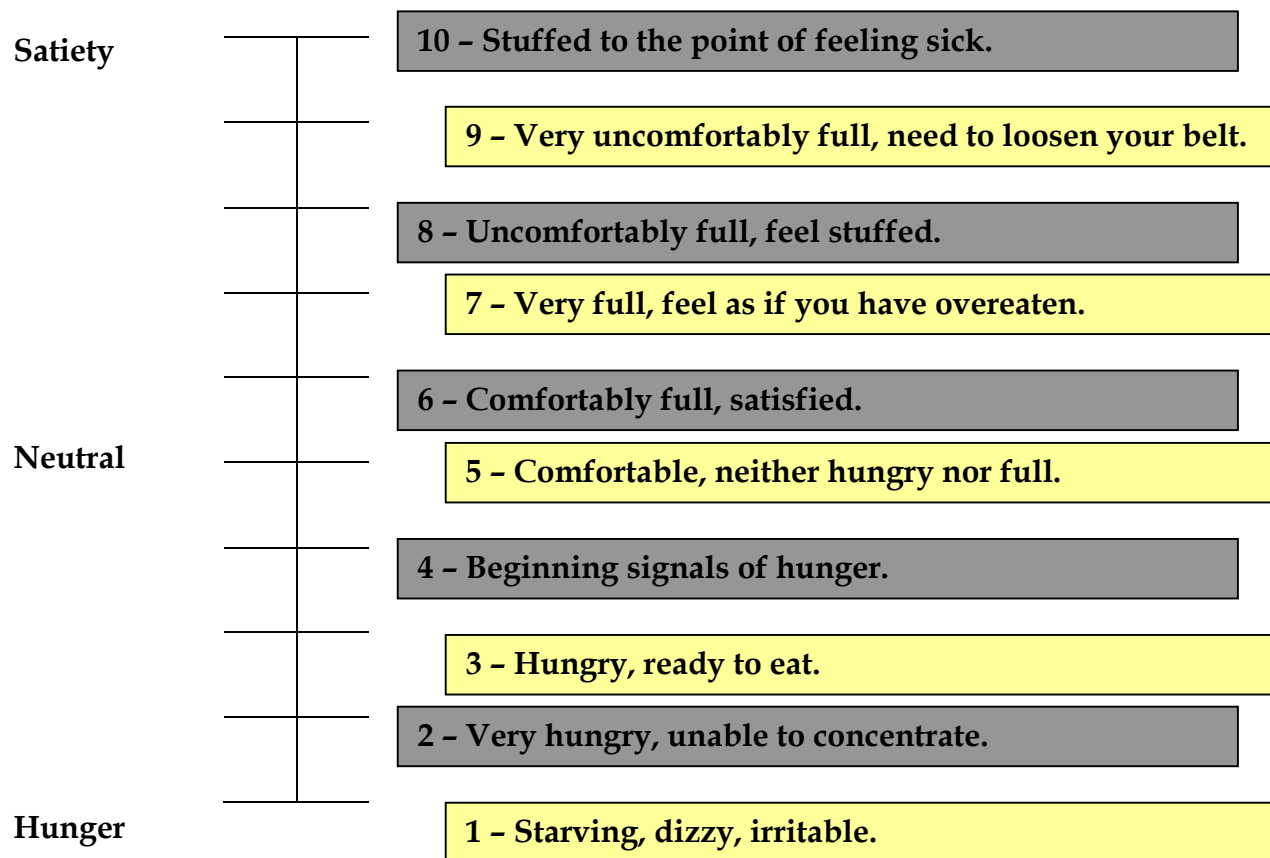 Satiety
10 – Stuffed to the point of feeling sick.
9 – Very uncomfortably full, need to loosen your belt.
8 – Uncomfortably full, feel stuffed.
7 – Very full, feel as if you have overeaten.
6 – Comfortably full, satisfied.
Neutral
5 – Comfortable, neither hungry nor full.
4 – Beginning signals of hunger.
3 – Hungry, ready to eat.
2 – Very hungry, unable to concentrate.
Hunger
1 – Starving, dizzy, irritable.